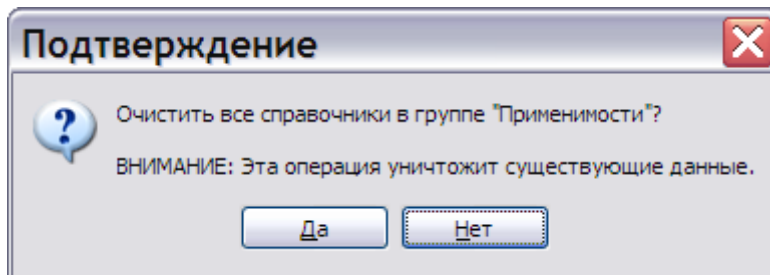 Подтверждение
Очистить все справочники в группе "Применимости"?
ВНИМАНИЕ: Эта операция уничтожит существующие данные.
Да
Нет